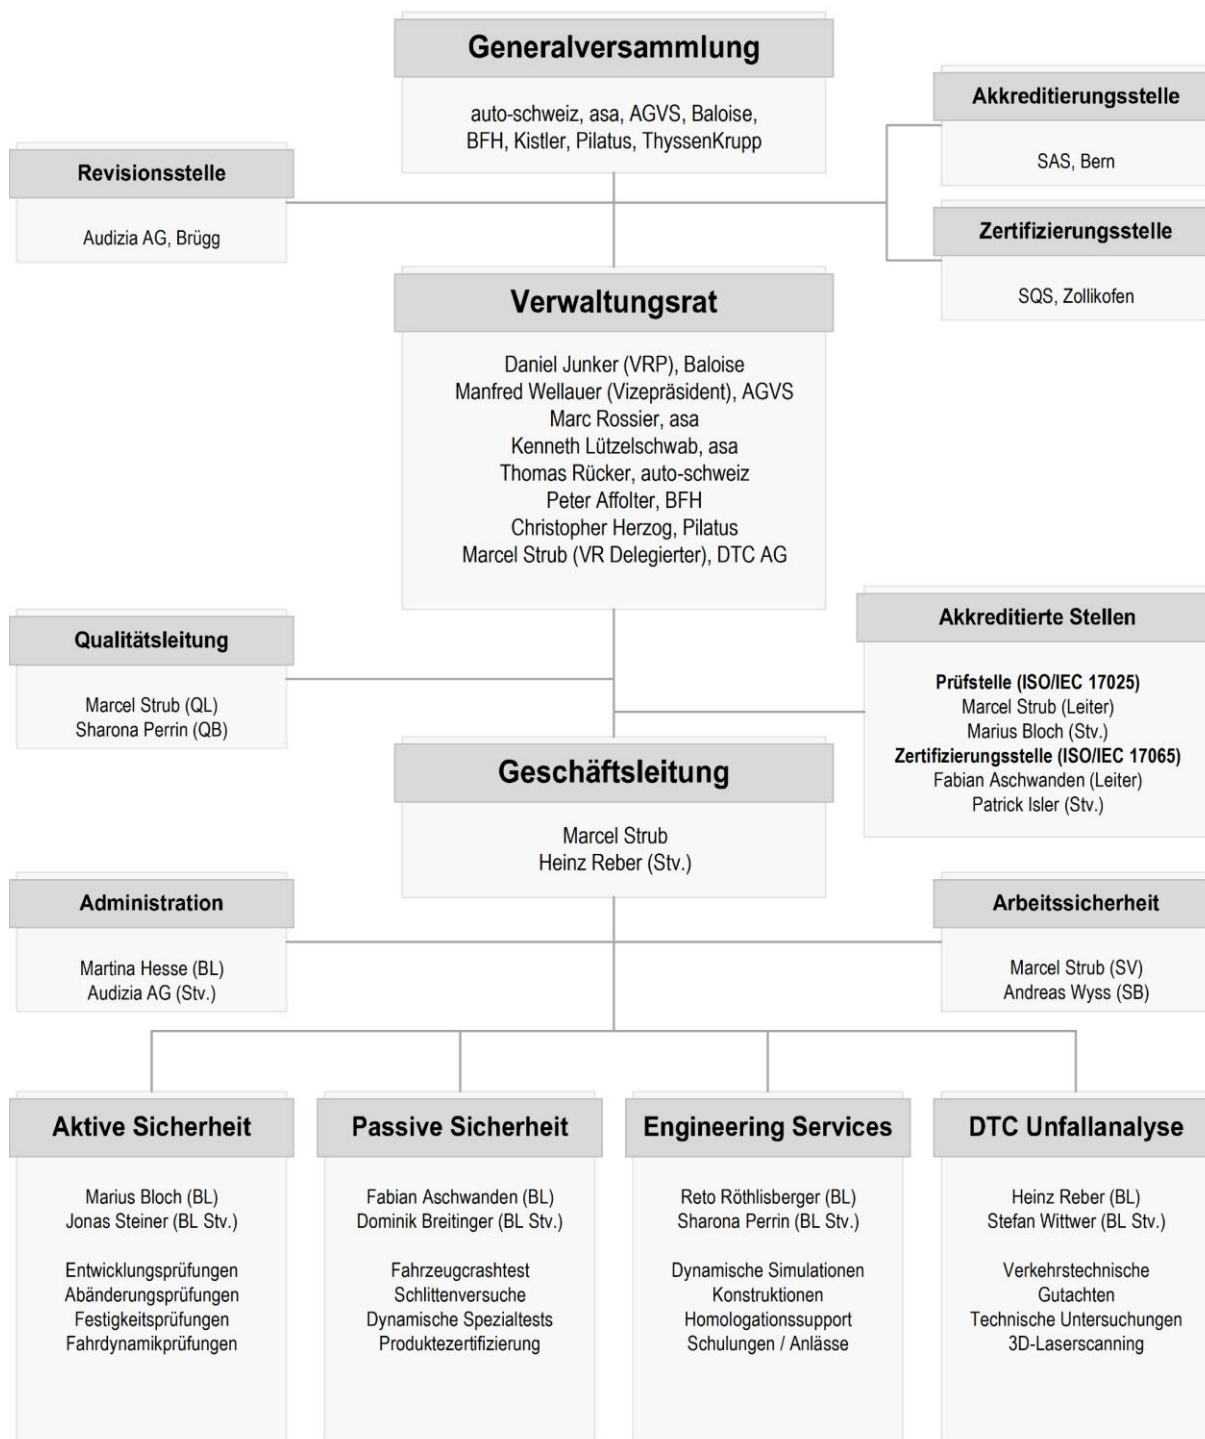 Generalversammlung
auto-schweiz, asa, AGVS, Baloise,
BFH, Kistler, Pilatus, ThyssenKrupp
Akkreditierungsstelle
SAS, Bern
Revisionsstelle
Audizia AG, Brügg
Zertifizierungsstelle
SQS, Zollikofen
Verwaltungsrat
Daniel Junker (VRP), Baloise
Manfred Wellauer (Vizepräsident), AGVS
Marc Rossier, asa
Kenneth Lützelschwab, asa
Thomas Rücker, auto-schweiz
Peter Affolter, BFH
Christopher Herzog, Pilatus
Marcel Strub (VR Delegierter), DTC AG
Qualitätsleitung
Marcel Strub (QL)
Sharona Perrin (QB)
Akkreditierte Stellen
Prüfstelle (ISO/IEC 17025)
Marcel Strub (Leiter)
Marius Bloch (Stv.)
Zertifizierungsstelle (ISO/IEC 17065)
Fabian Aschwanden (Leiter)
Patrick Isler (Stv.)
Geschäftsleitung
Marcel Strub
Heinz Reber (Stv.)
Administration
Martina Hesse (BL)
Audizia AG (Stv.)
Arbeitssicherheit
Marcel Strub (SV)
Andreas Wyss (SB)
Aktive Sicherheit
Marius Bloch (BL)
Jonas Steiner (BL Stv.)
Entwicklungsprüfungen
Abänderungsprüfungen
Festigkeitsprüfungen
Fahrdynamikprüfungen
Passive Sicherheit
Fabian Aschwanden (BL)
Dominik Breitinger (BL Stv.)
Fahrzeugcrashtest
Schlittenversuche
Dynamische Spezialtests
Produktezertifizierung
Engineering Services
Reto Röthlisberger (BL)
Sharona Perrin (BL Stv.)
Dynamische Simulationen
Konstruktionen
Homologationssupport
Schulungen / Anlässe
DTC Unfallanalyse
Heinz Reber (BL)
Stefan Wittwer (BL Stv.)
Verkehrstechnische
Gutachten
Technische Untersuchungen
3D-Laserscanning